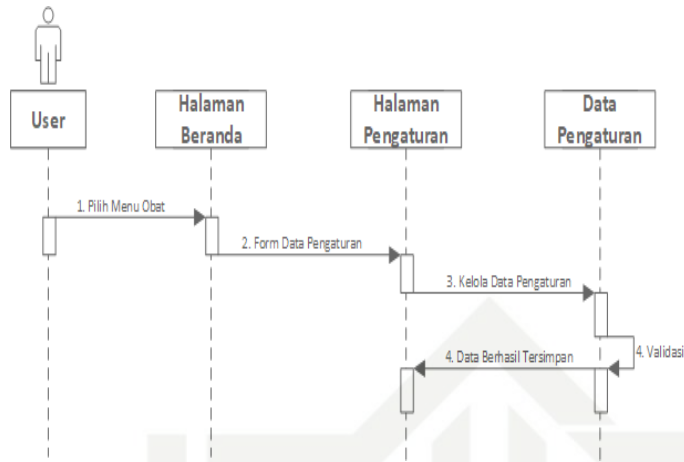 User
Halaman
Beranda
Halaman
Pengaturan
Data
Pengaturan
1. Pilih Menu Obat
2. Form Data Pengaturan
3. Kelola Data Pengaturan
4. Validasi
4. Data Berhasil Tersimpan